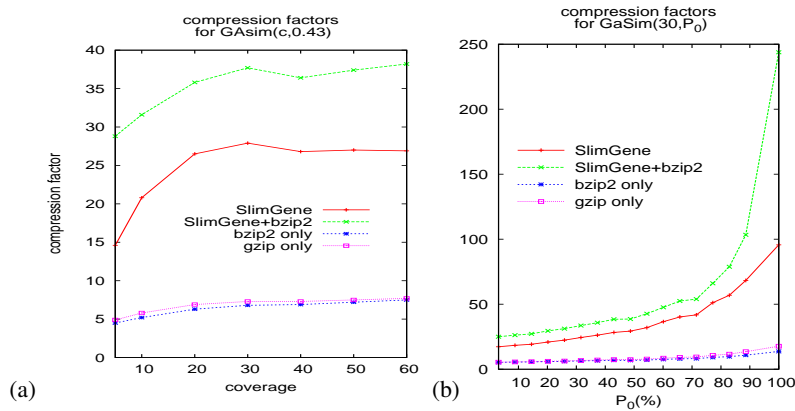 compression factors
for GAsim(c,0.43)
40
35
30
25
20
15
10
5
0
compression factor
SlimGene
SlimGene+bzip2
bzip2 only
gzip only
10 20 30 40 50 60
coverage
(a)
compression factors
for GaSim(30,P0)
250
200
150
100
50
0
SlimGene
SlimGene+bzip2
bzip2 only
gzip only
10 20 30 40 50 60 70 80 90 100
P0(%)
(b)